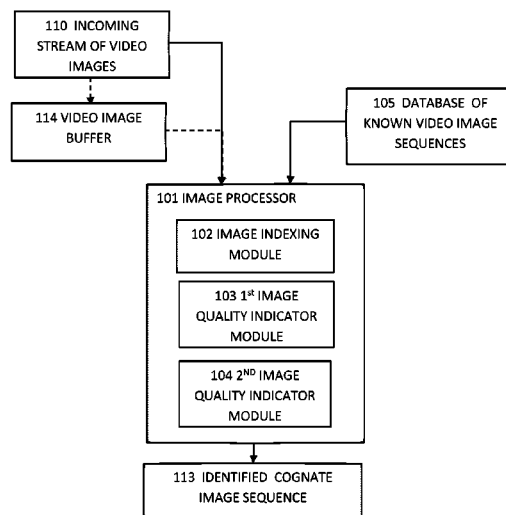 110 INCOMING
STREAM OF VIDEO
IMAGES
114 VIDEO IMAGE
BUFFER
105 DATABASE OF
KNOWN VIDEO IMAGE
SEQUENCES
101 IMAGE PROCESSOR
102 IMAGE INDEXING
MODULE
103 1st IMAGE
QUALITY INDICATOR
MODULE
104 2ND IMAGE
QUALITY INDICATOR
MODULE
113 IDENTIFIED COGNATE
IMAGE SEQUENCE